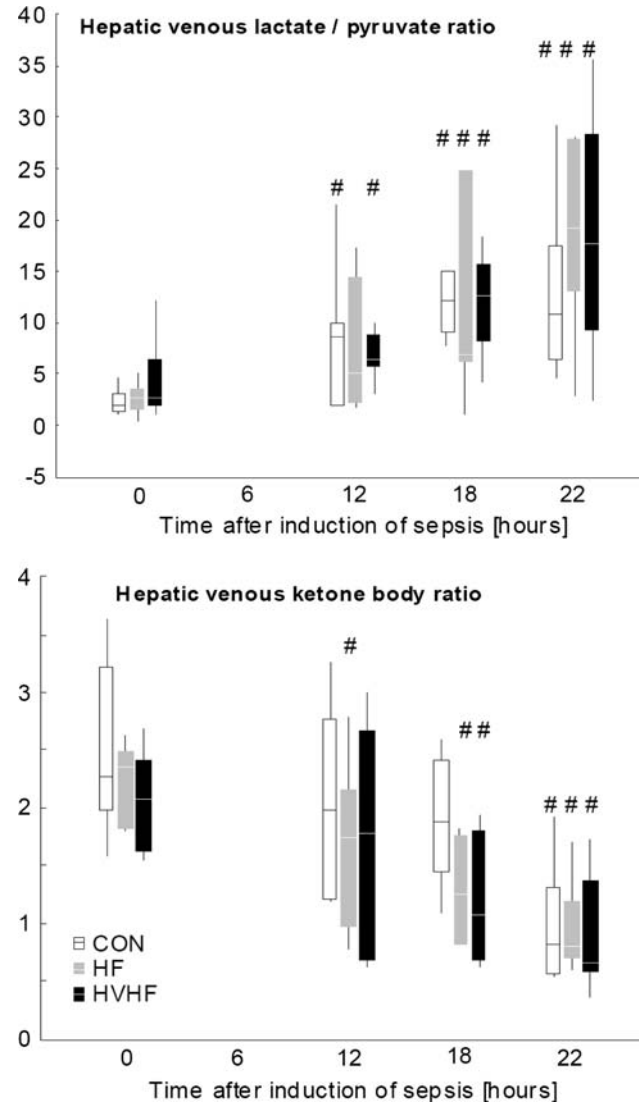 40
Hepatic venous lactate / pyruvate ratio
35
# # #
30
# # #
25
# #
20
15
10
5
0
-5
0 6 12 18 22
Time after induction of sepsis [hours]
4
Hepatic venous ketone body ratio
#
3
# #
# # #
2
1
CON
HF
HVHF
0
0 6 12 18 22
Time after induction of sepsis [hours]